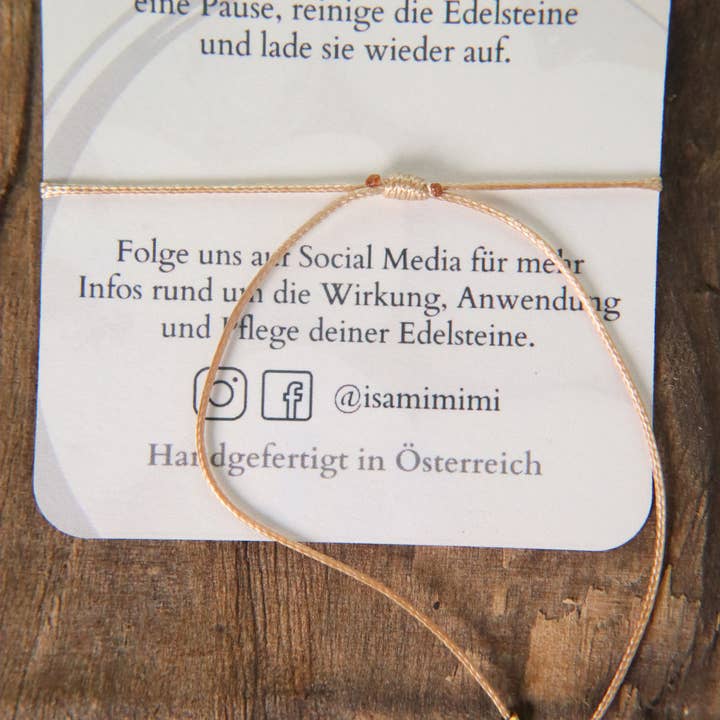 eine Pause, reinige die Edelsteine
und lade sie wieder auf.
Folge uns auf Social Media für mehr
Infos rund um die Wirkung, Anwendung
und Pflege deiner Edelsteine.
@isamimimi
Handgefertigt in Österreich